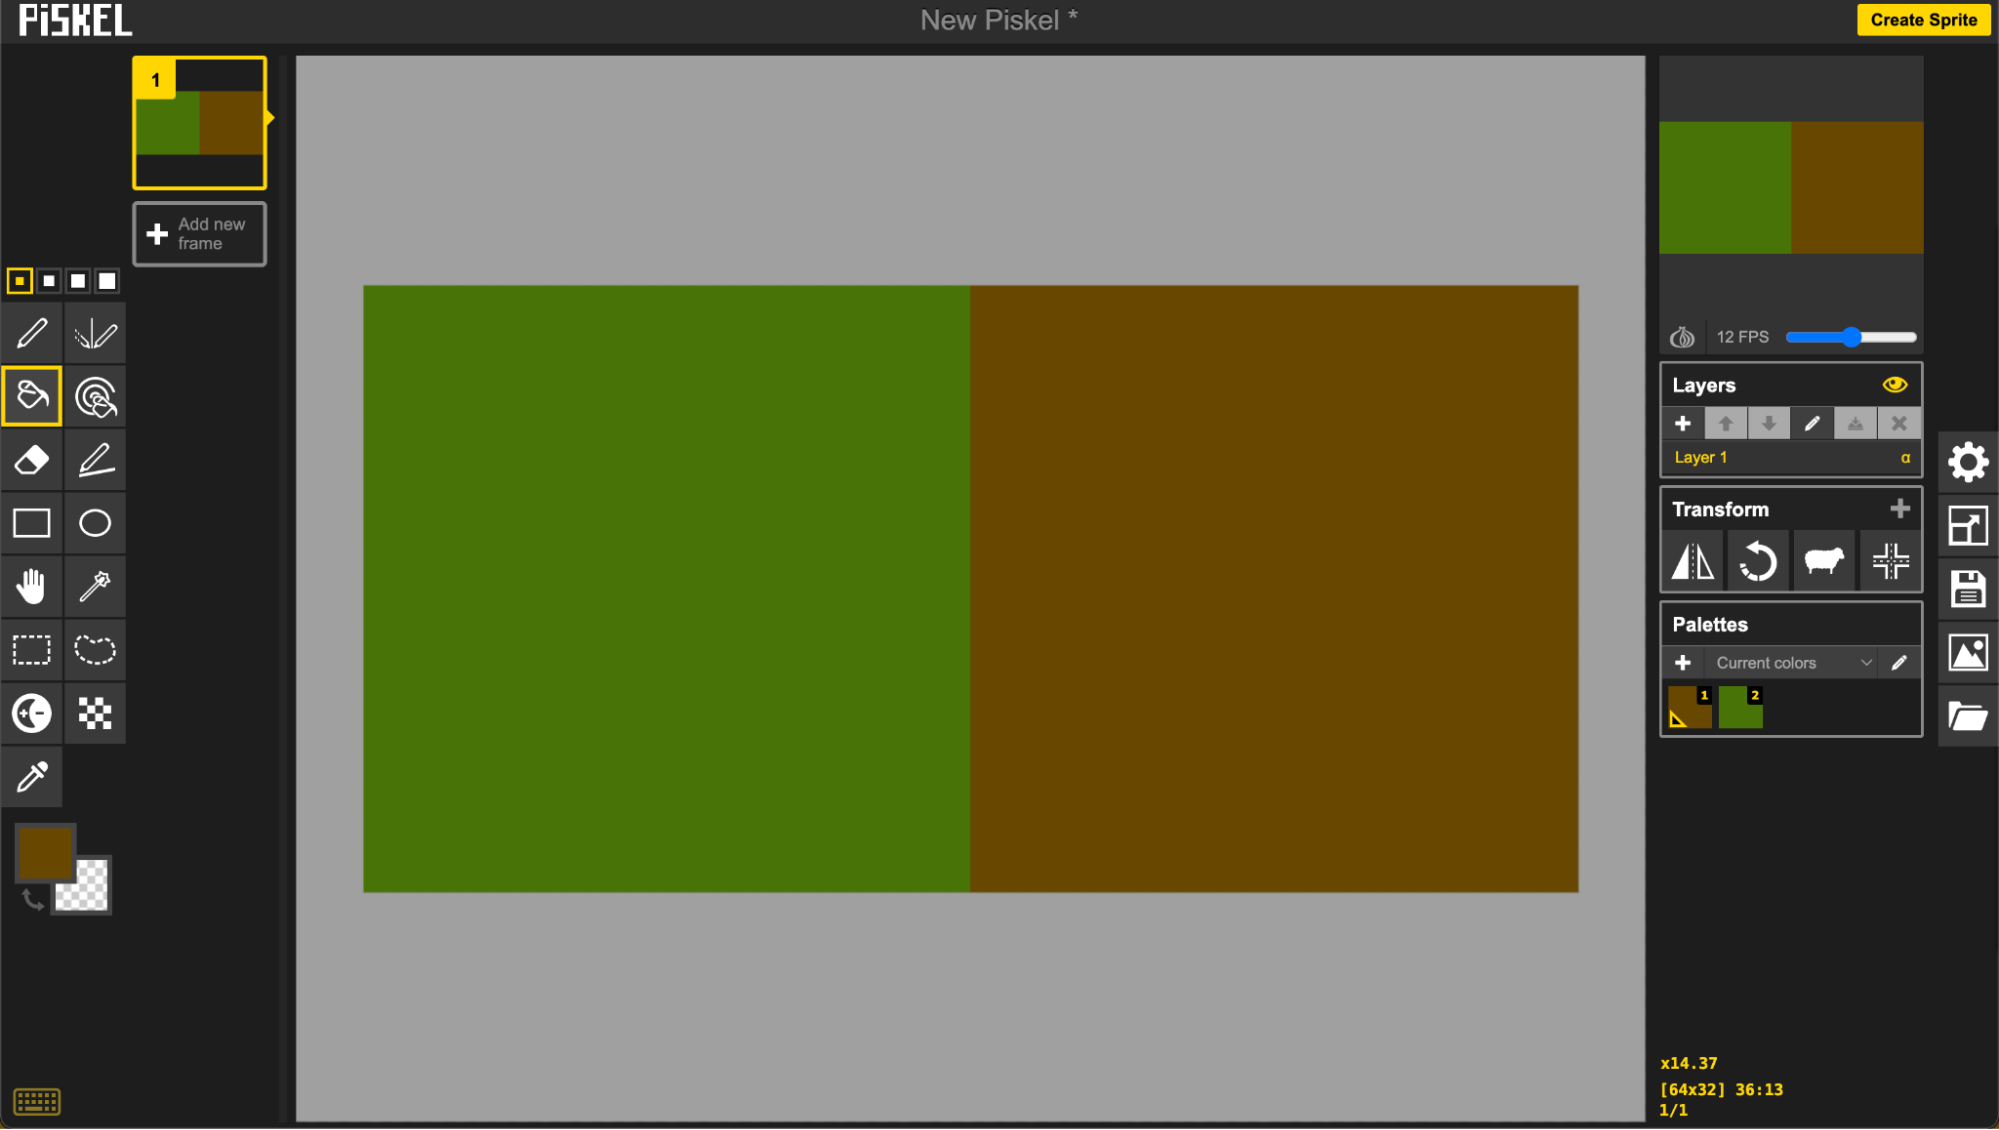 PiSKEL
New Piskel *
Create Sprite
1
Add new
frame
12 FPS
Layers
Layer 1
α
Transform
Palettes
Current colors
1
2
x14.37
[64x32] 36:13
1/1